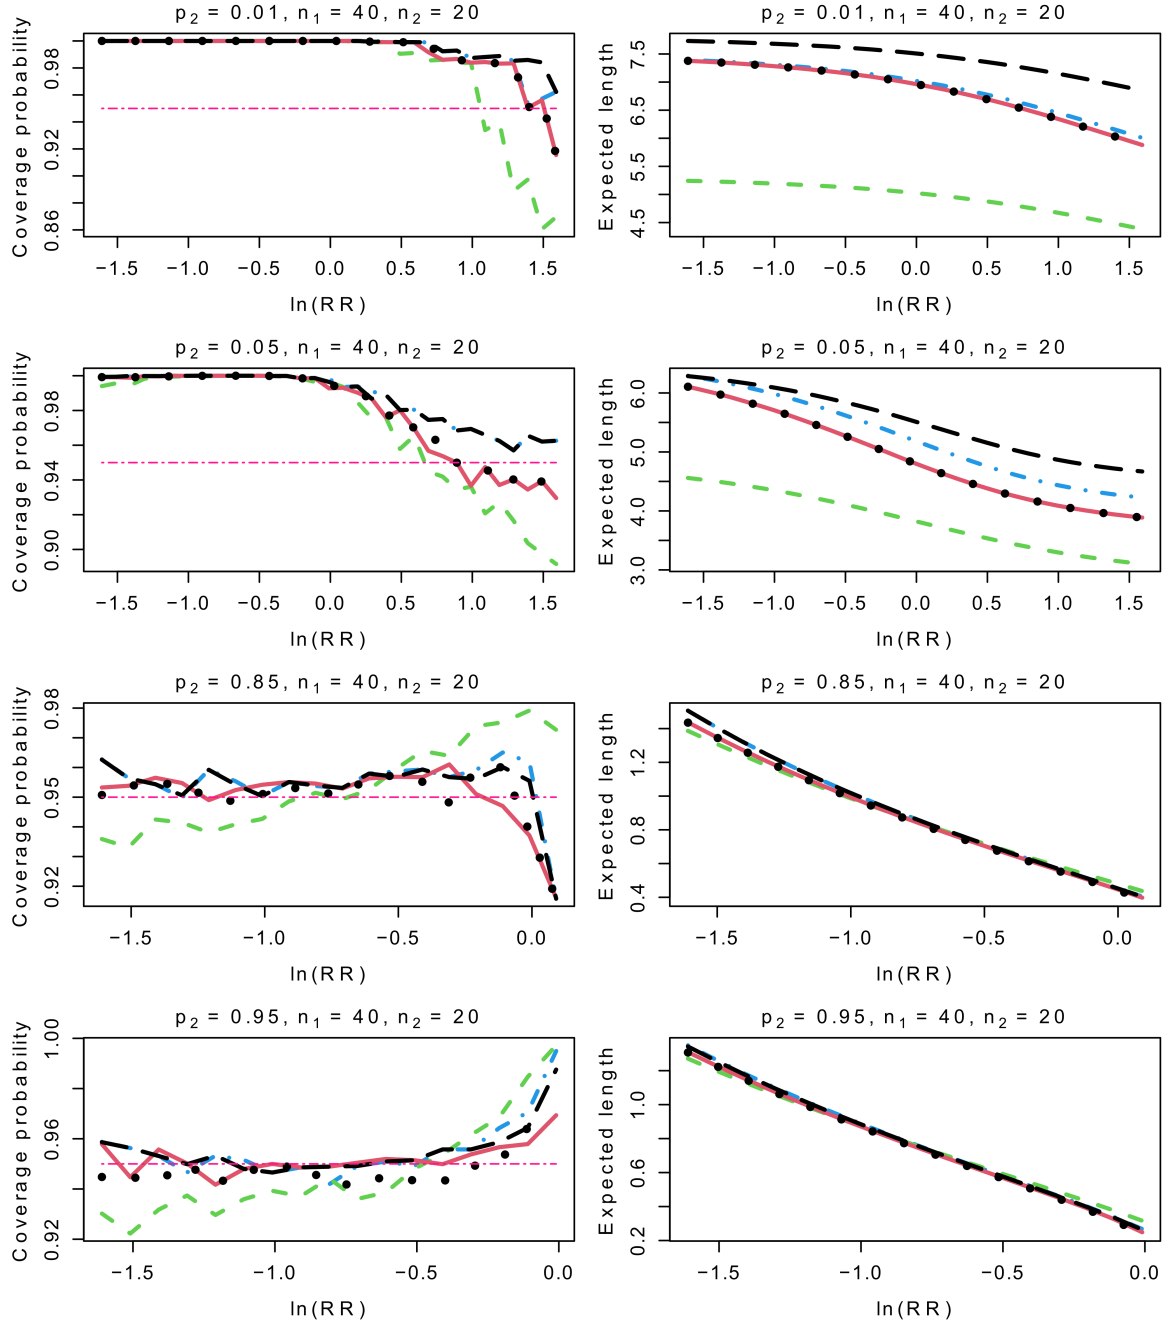 p2 = 0.01, n1 = 40, n2 = 20
Coverage probability
0.98
0.92
0.86
−1.5 −1.0 −0.5 0.0 0.5 1.0 1.5
ln(RR)
p2 = 0.01, n1 = 40, n2 = 20
Expected length
7.5
6.5
5.5
4.5
−1.5 −1.0 −0.5 0.0 0.5 1.0 1.5
ln(RR)
p2 = 0.05, n1 = 40, n2 = 20
Coverage probability
0.98
0.94
0.90
−1.5 −1.0 −0.5 0.0 0.5 1.0 1.5
ln(RR)
p2 = 0.05, n1 = 40, n2 = 20
Expected length
6.0
5.0
4.0
3.0
−1.5 −1.0 −0.5 0.0 0.5 1.0 1.5
ln(RR)
p2 = 0.85, n1 = 40, n2 = 20
Coverage probability
0.98
0.95
0.92
−1.5 −1.0 −0.5 0.0
ln(RR)
p2 = 0.85, n1 = 40, n2 = 20
Expected length
1.2
0.8
0.4
−1.5 −1.0 −0.5 0.0
ln(RR)
p2 = 0.95, n1 = 40, n2 = 20
Coverage probability
1.00
0.96
0.92
−1.5 −1.0 −0.5 0.0
ln(RR)
p2 = 0.95, n1 = 40, n2 = 20
Expected length
1.0
0.6
0.2
−1.5 −1.0 −0.5 0.0
ln(RR)